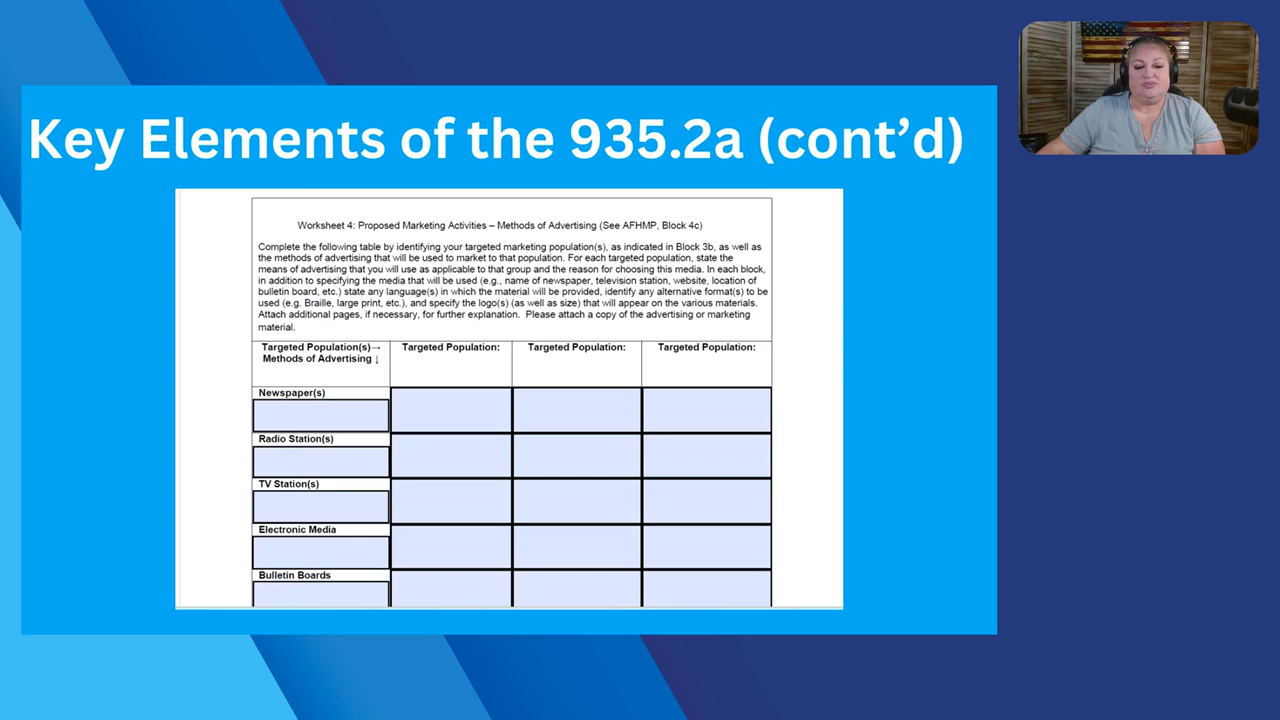 Key Elements of the 935.2a (cont’d)
Worksheet 4: Proposed Marketing Activities – Methods of Advertising (See AFHMP, Block 4c)
Complete the following table by identifying your targeted marketing population(s), as indicated in Block 3b, as well as
the methods of advertising that will be used to market to that population. For each targeted population, state the
means of advertising that you will use as applicable to that group and the reason for choosing this media. In each block,
in addition to specifying the media that will be used (e.g., name of newspaper, television station, website, location of
bulletin board, etc.) state any language(s) in which the material will be provided, identify any alternative format(s) to be
used (e.g. Braille, large print, etc.), and specify the logo(s) (as well as size) that will appear on the various materials.
Attach additional pages, if necessary, for further explanation. Please attach a copy of the advertising or marketing
material.
Targeted Population(s)→ Targeted Population: Targeted Population: Targeted Population:
Methods of Advertising ↓
Newspaper(s)
Radio Station(s)
TV Station(s)
Electronic Media
Bulletin Boards